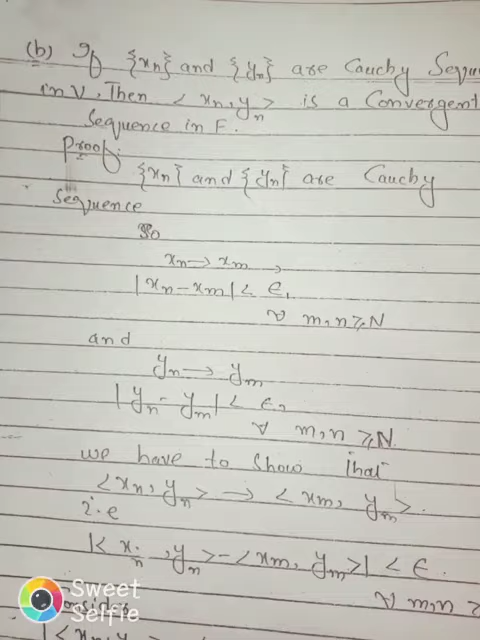 (b) If {xn} and {yn} are Cauchy Sequ
in V, Then < xn, yn > is a Convergent
Sequence in F.
Proof:
{xn} and {yn} are Cauchy
Sequence
So
xn → xm ,
|xn - xm| < ϵ1
∀ m, n ≥ N
and
yn → ym
|yn - ym| < ϵ2
∀ m, n ≥ N
we have to show that
< xn, yn > → < xm, ym >.
i.e
|< xn, yn > - < xm, ym >| < ϵ.
∀ m, n ≥
Sweet
Selfie
onsider
|< xn, y